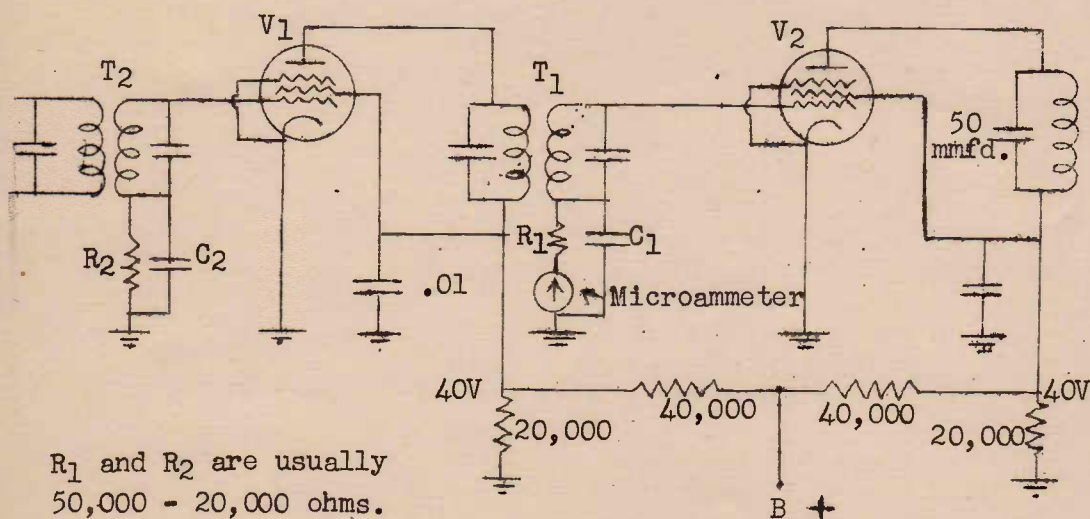 V1
V2
T2
T1
50
mmfd.
R2
C2
R1
C1
.01
Microammeter
40V
40,000
40,000
40V
20,000
20,000
R1 and R2 are usually
50,000 - 20,000 ohms.
B +